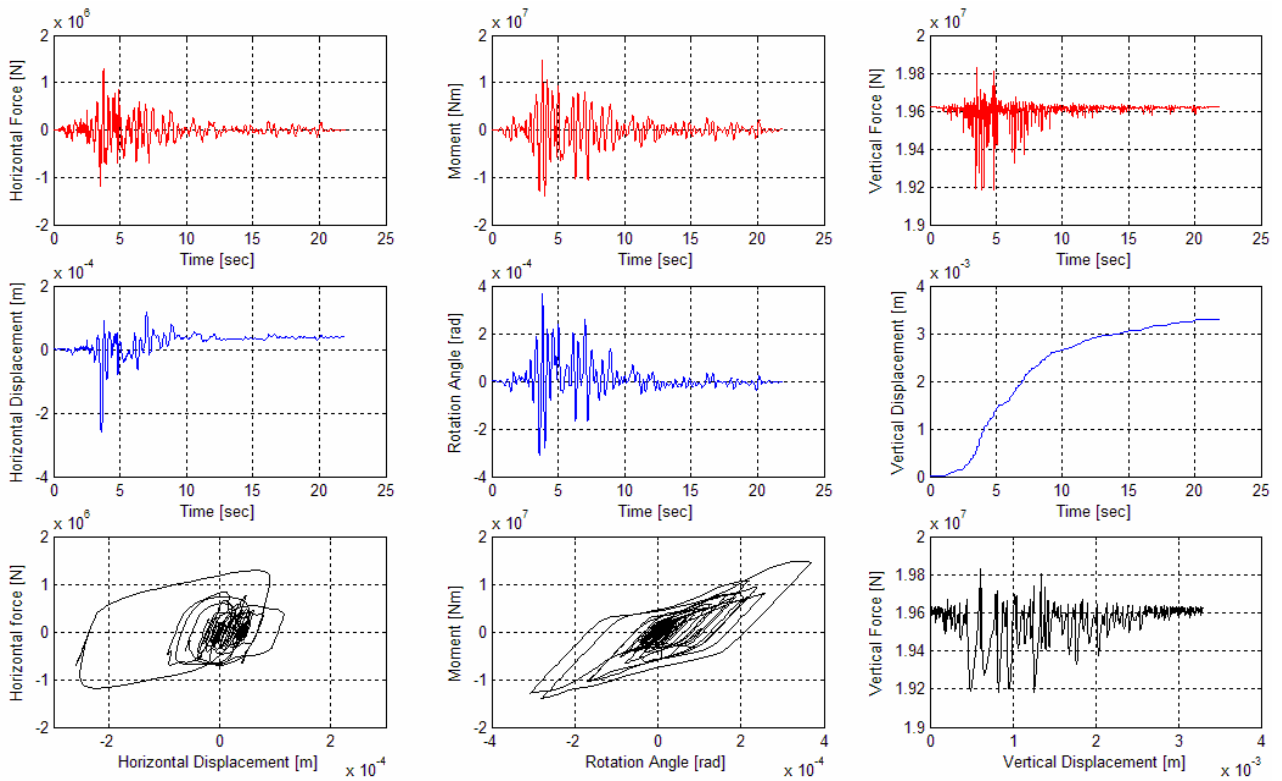 x 10^6
2
1
0
-1
-2
Horizontal Force [N]
0 5 10 15 20 25
Time [sec]
x 10^7
2
1
0
-1
-2
Moment [Nm]
0 5 10 15 20 25
Time [sec]
x 10^7
2
1.98
1.96
1.94
1.92
1.9
Vertical Force [N]
0 5 10 15 20 25
Time [sec]
x 10^-4
2
0
-2
-4
Horizontal Displacement [m]
0 5 10 15 20 25
Time [sec]
x 10^-4
4
2
0
-2
-4
Rotation Angle [rad]
0 5 10 15 20 25
Time [sec]
x 10^-3
4
3
2
1
0
Vertical Displacement [m]
0 5 10 15 20 25
Time [sec]
x 10^6
2
1
0
-1
-2
Horizontal force [N]
-2 0 2
Horizontal Displacement [m]
x 10^-4
x 10^7
2
1
0
-1
-2
Moment [Nm]
-4 -2 0 2 4
Rotation Angle [rad]
x 10^-4
x 10^7
2
1.98
1.96
1.94
1.92
1.9
Vertical Force [N]
0 1 2 3 4
Vertical Displacement [m]
x 10^-3